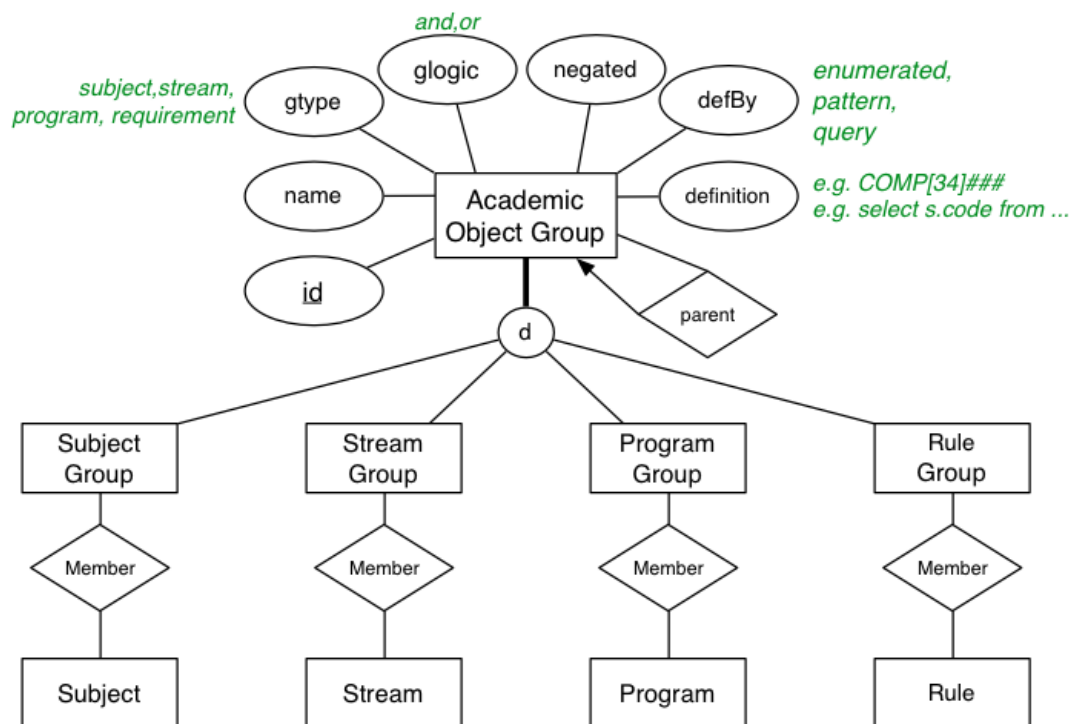 and,or
glogic
negated
subject,stream,
program, requirement
gtype
defBy
enumerated,
pattern,
query
name
Academic
Object Group
definition
e.g. COMP[34]###
e.g. select s.code from ...
id
parent
d
Subject
Group
Stream
Group
Program
Group
Rule
Group
Member
Member
Member
Member
Subject
Stream
Program
Rule